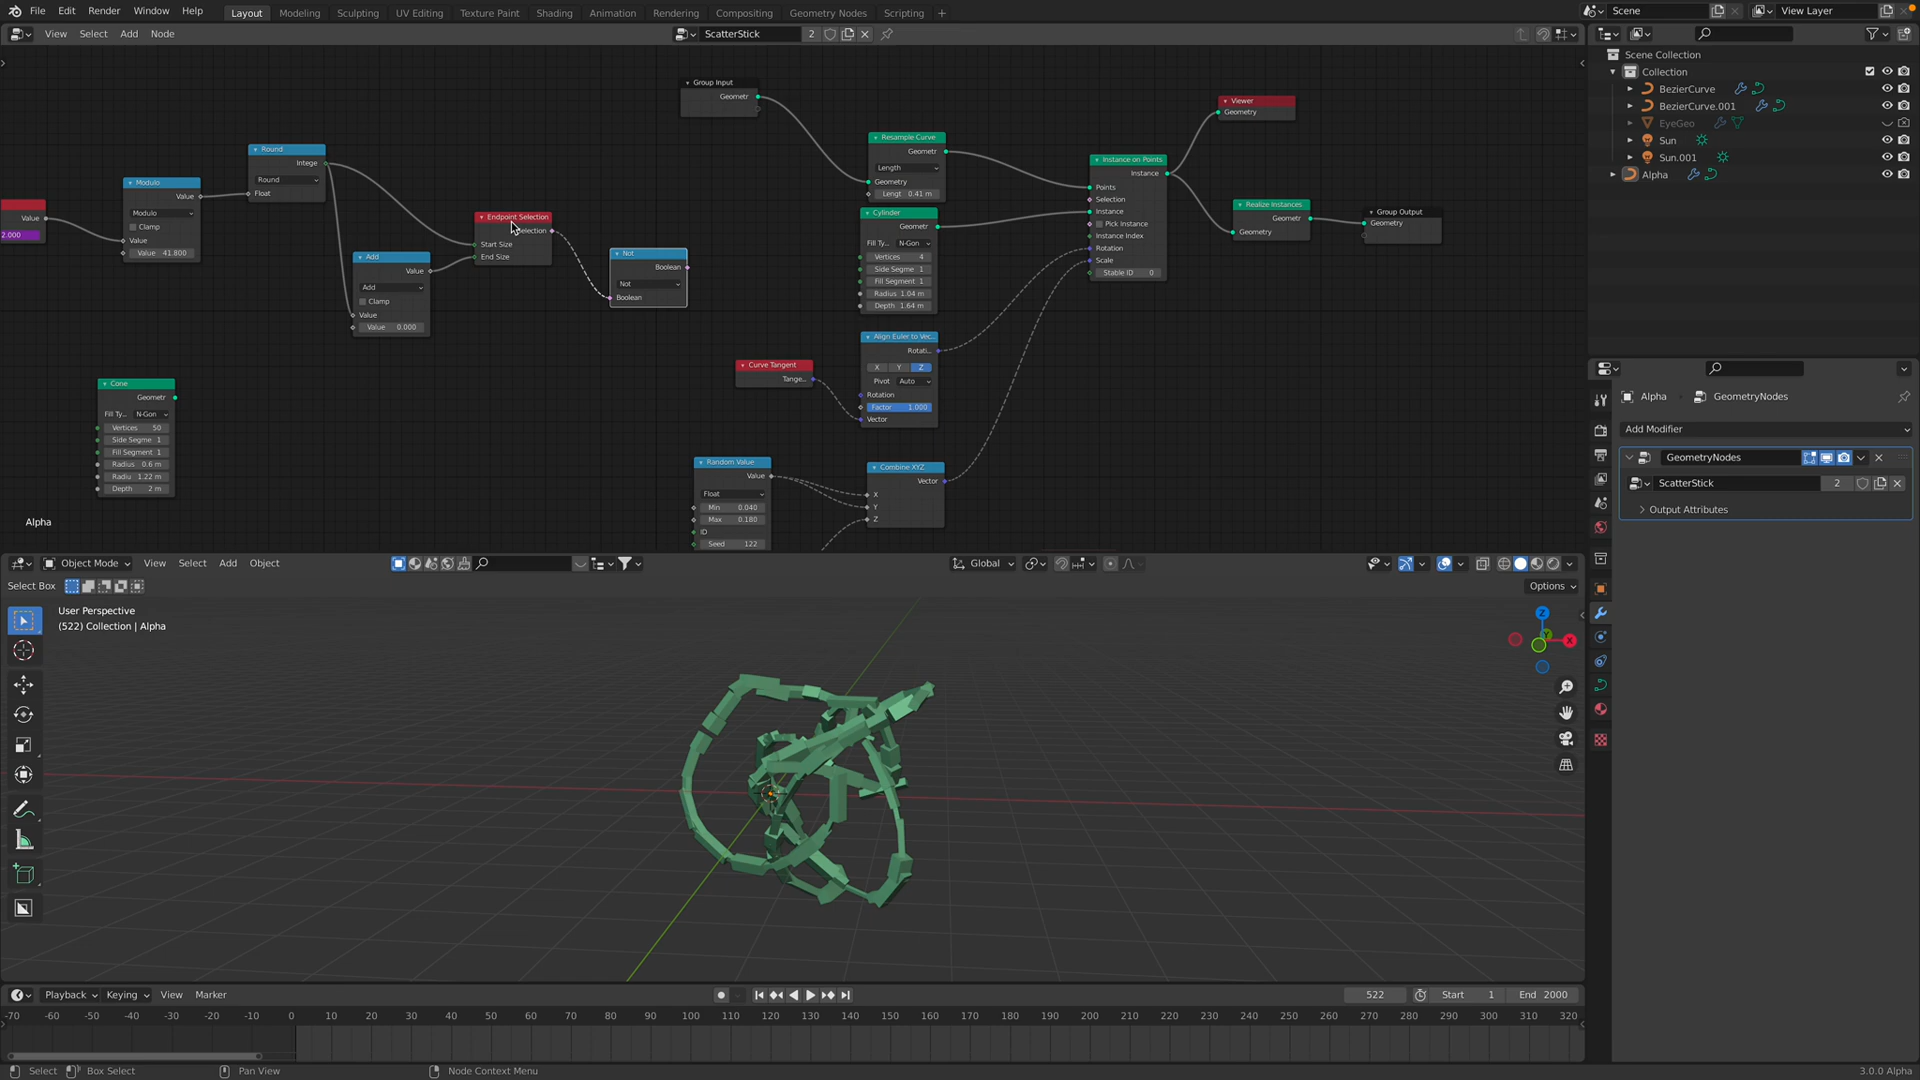 File Edit Render Window Help
Layout Modeling Sculpting UV Editing Texture Paint Shading Animation Rendering Compositing Geometry Nodes Scripting +
Scene
View Layer
View Select Add Node
ScatterStick 2
Value
2.000
Modulo
Value
Modulo
Clamp
Value
Value 41.800
Round
Intege
Round
Float
Add
Value
Add
Clamp
Value
Value 0.000
Endpoint Selection
Selection
Start Size
End Size
Not
Boolean
Not
Boolean
Group Input
Geometr
Resample Curve
Geometr
Length
Geometry
Lengt 0.41 m
Cylinder
Geometr
Fill Ty... N-Gon
Vertices 4
Side Segme 1
Fill Segment 1
Radius 1.04 m
Depth 1.64 m
Align Euler to Vec...
Rotati...
X Y Z
Pivot Auto
Rotation
Factor 1.000
Vector
Curve Tangent
Tange...
Random Value
Value
Float
Min 0.040
Max 0.180
ID
Seed 122
Combine XYZ
Vector
X
Y
Z
Instance on Points
Instance
Points
Selection
Instance
Pick Instance
Instance Index
Rotation
Scale
Stable ID 0
Viewer
Geometry
Realize Instances
Geometr
Geometry
Group Output
Geometry
Cone
Geometr
Fill Ty... N-Gon
Vertices 50
Side Segme 1
Fill Segment 1
Radius 0.6 m
Radiu 1.22 m
Depth 2 m
Alpha
Scene Collection
Collection
BezierCurve
BezierCurve.001
EyeGeo
Sun
Sun.001
Alpha
Alpha GeometryNodes
Add Modifier
GeometryNodes
ScatterStick 2
Output Attributes
Object Mode View Select Add Object
Global
Select Box
Options
User Perspective
(522) Collection | Alpha
Z
Y
X
Playback Keying View Marker
522 Start 1 End 2000
-70 -60 -50 -40 -30 -20 -10 0 10 20 30 40 50 60 70 80 90 100 110 120 130 140 150 160 170 180 190 200 210 220 230 240 250 260 270 280 290 300 310 320
Select Box Select Pan View Node Context Menu
3.0.0 Alpha